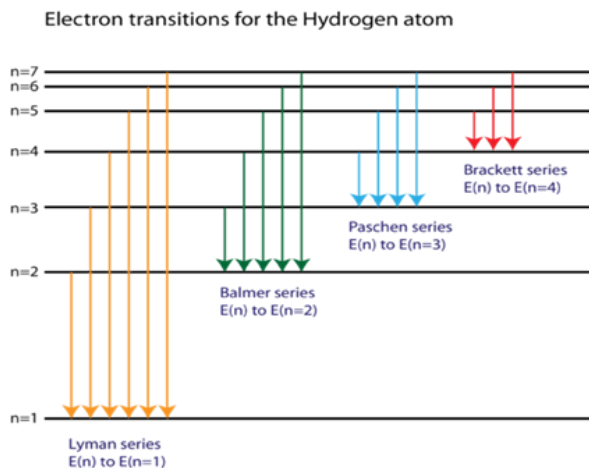 Electron transitions for the Hydrogen atom
n=7
n=6
n=5
n=4
Brackett series
E(n) to E(n=4)
n=3
Paschen series
E(n) to E(n=3)
n=2
Balmer series
E(n) to E(n=2)
n=1
Lyman series
E(n) to E(n=1)